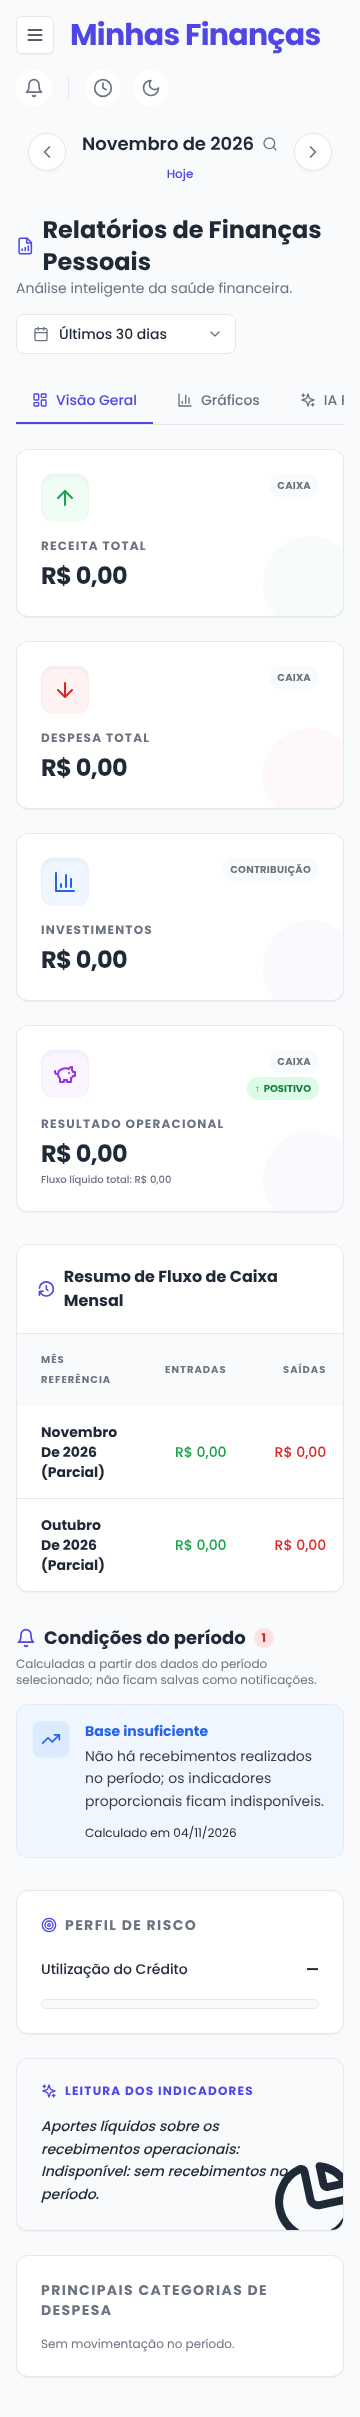 Minhas Finanças
Novembro de 2026
Hoje
Relatórios de Finanças
Pessoais
Análise inteligente da saúde financeira.
Últimos 30 dias
Visão Geral
Gráficos
IA
CAIXA
RECEITA TOTAL
R$ 0,00
CAIXA
DESPESA TOTAL
R$ 0,00
CONTRIBUIÇÃO
INVESTIMENTOS
R$ 0,00
CAIXA
↑ POSITIVO
RESULTADO OPERACIONAL
R$ 0,00
Fluxo líquido total: R$ 0,00
Resumo de Fluxo de Caixa
Mensal
MÊS
REFERÊNCIA
ENTRADAS
SAÍDAS
Novembro
De 2026
(Parcial)
R$ 0,00
R$ 0,00
Outubro
De 2026
(Parcial)
R$ 0,00
R$ 0,00
Condições do período 1
Calculadas a partir dos dados do período
selecionado; não ficam salvas como notificações.
Base insuficiente
Não há recebimentos realizados
no período; os indicadores
proporcionais ficam indisponíveis.
Calculado em 04/11/2026
PERFIL DE RISCO
Utilização do Crédito —
LEITURA DOS INDICADORES
Aportes líquidos sobre os
recebimentos operacionais:
Indisponível: sem recebimentos no
período.
PRINCIPAIS CATEGORIAS DE
DESPESA
Sem movimentação no período.